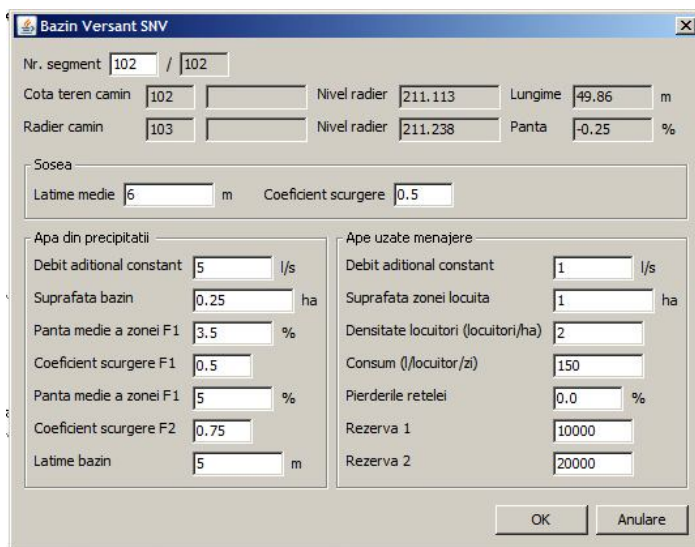 Bazin Versant SNV
Nr. segment 102 / 102
Cota teren camin 102 Nivel radier 211.113 Lungime 49.86 m
Radier camin 103 Nivel radier 211.238 Panta -0.25 %
Sosea
Latime medie 6 m Coeficient scurgere 0.5
Apa din precipitatii
Debit aditional constant 5 l/s
Suprafata bazin 0.25 ha
Panta medie a zonei F1 3.5 %
Coeficient scurgere F1 0.5
Panta medie a zonei F1 5 %
Coeficient scurgere F2 0.75
Latime bazin 5 m
Ape uzate menajere
Debit aditional constant 1 l/s
Suprafata zonei locuita 1 ha
Densitate locuitori (locuitori/ha) 2
Consum (l/locuitor/zi) 150
Pierderile retelei 0.0 %
Rezerva 1 10000
Rezerva 2 20000
OK Anulare